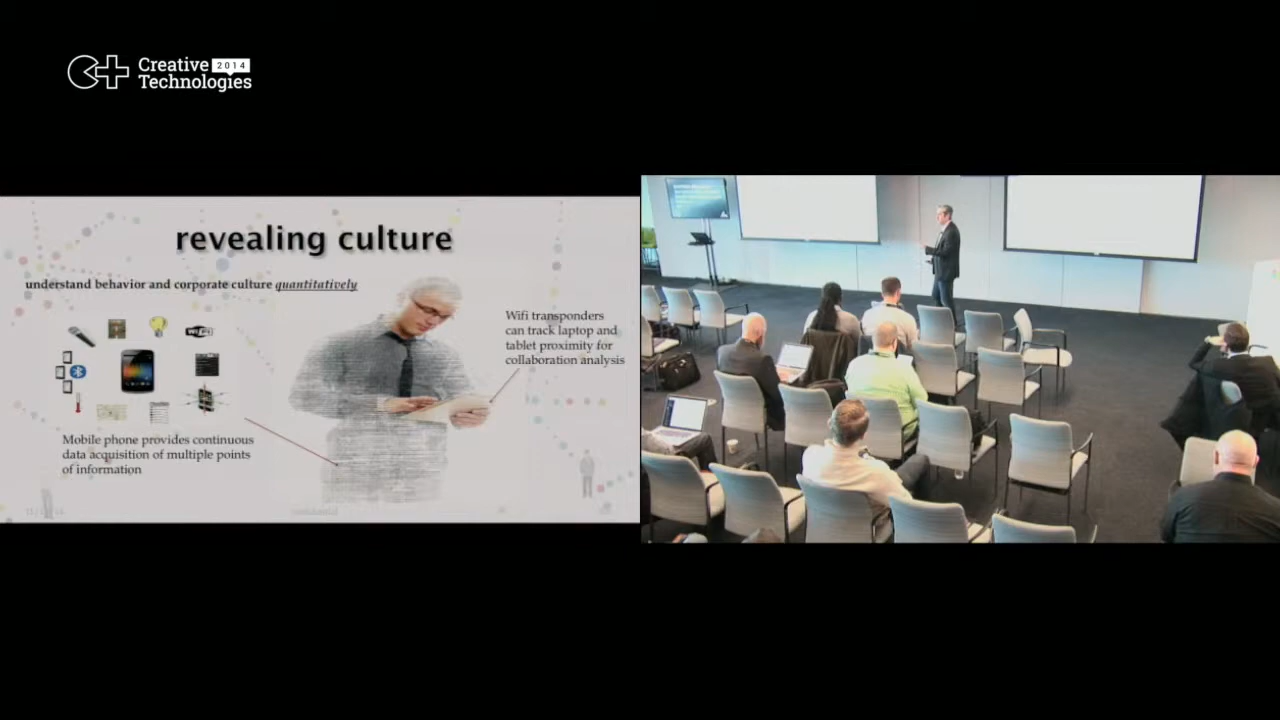 Creative 2014
Technologies
revealing culture
understand behavior and corporate culture quantitatively
Wifi transponders
can track laptop and
tablet proximity for
collaboration analysis
Mobile phone provides continuous
data acquisition of multiple points
of information